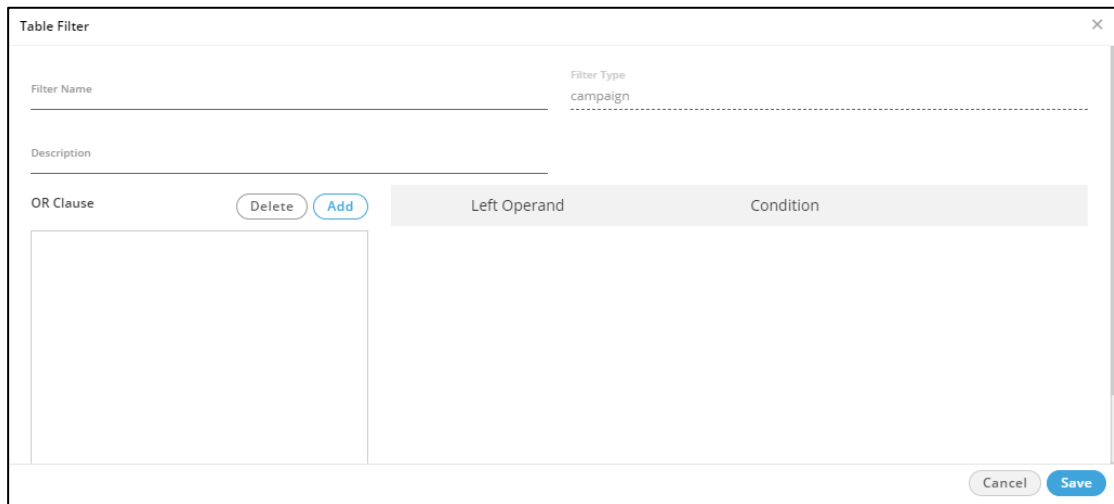 Table Filter
Filter Name
Filter Type
campaign
Description
OR Clause Delete Add Left Operand Condition
Cancel Save